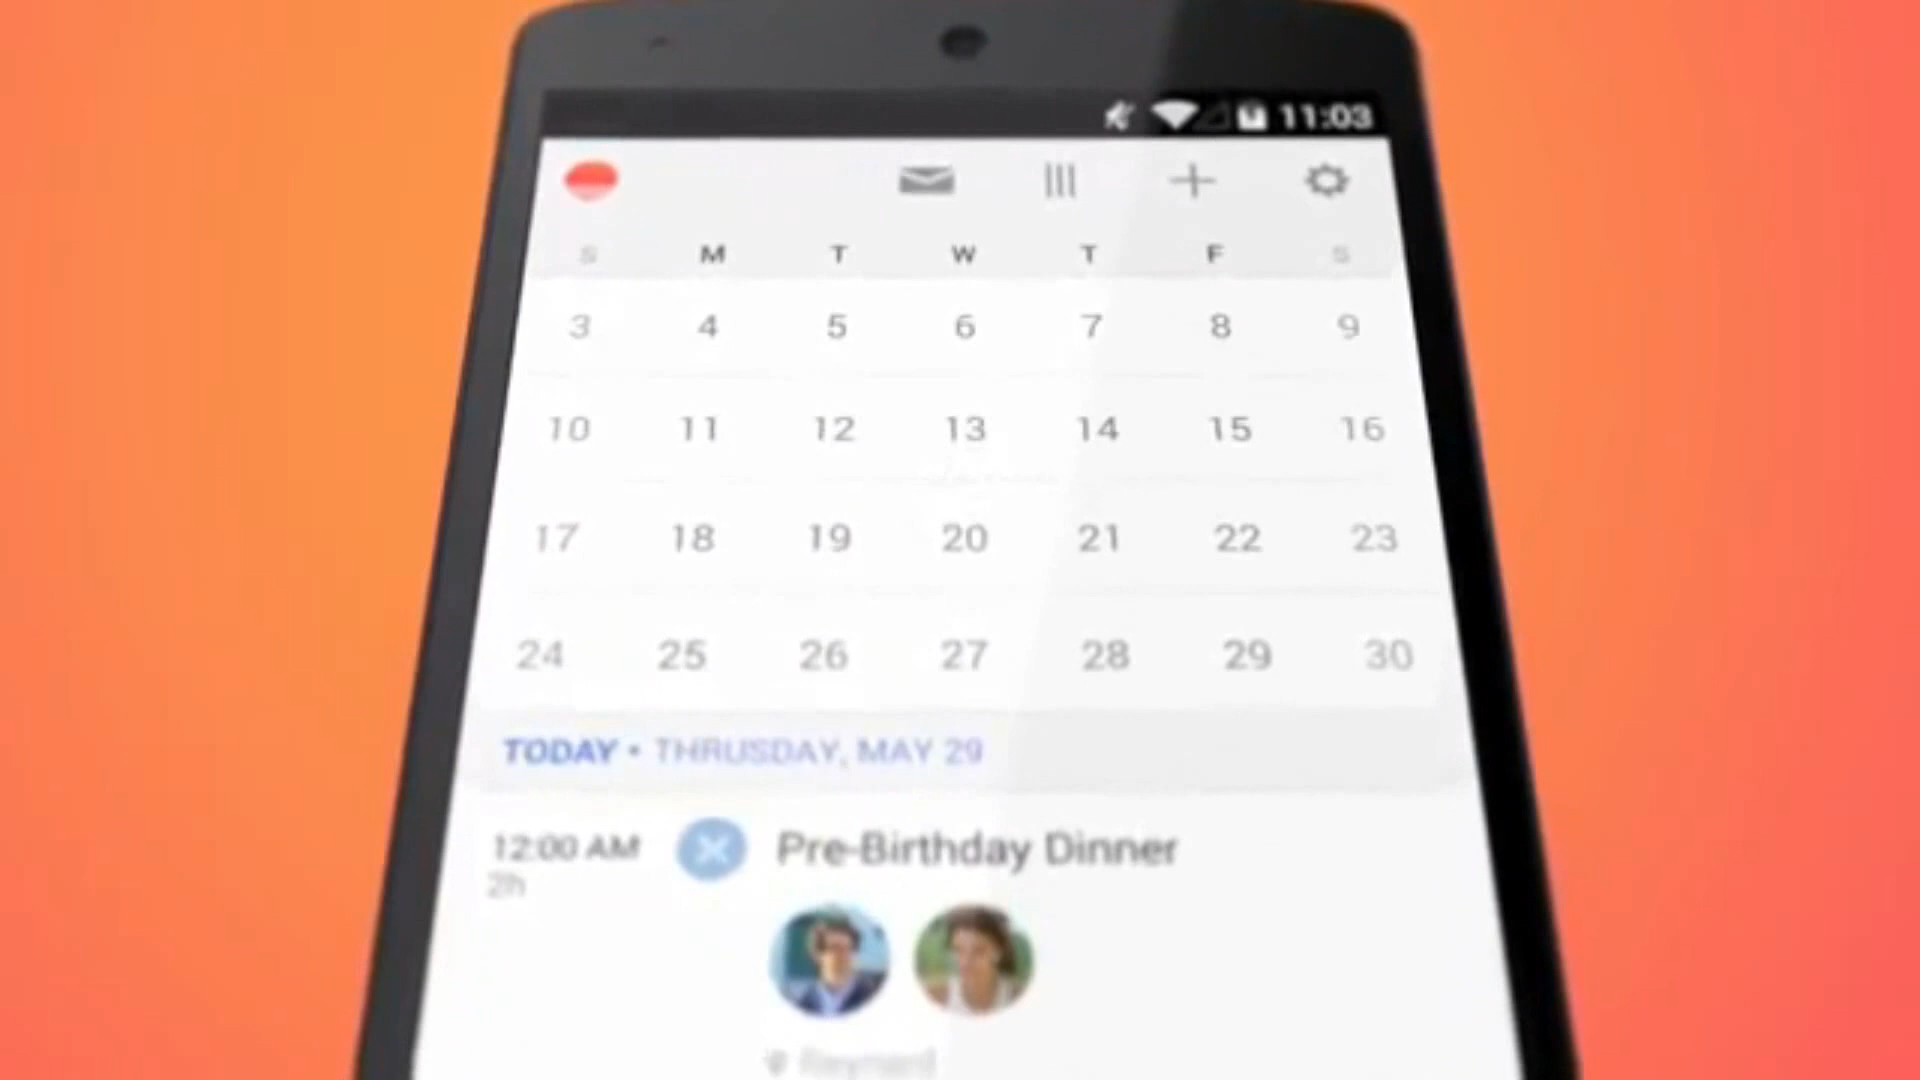 11:03
S M T W T F S
3 4 5 6 7 8 9
10 11 12 13 14 15 16
17 18 19 20 21 22 23
24 25 26 27 28 29 30
TODAY • THRUSDAY, MAY 29
12:00 AM Pre-Birthday Dinner
2h